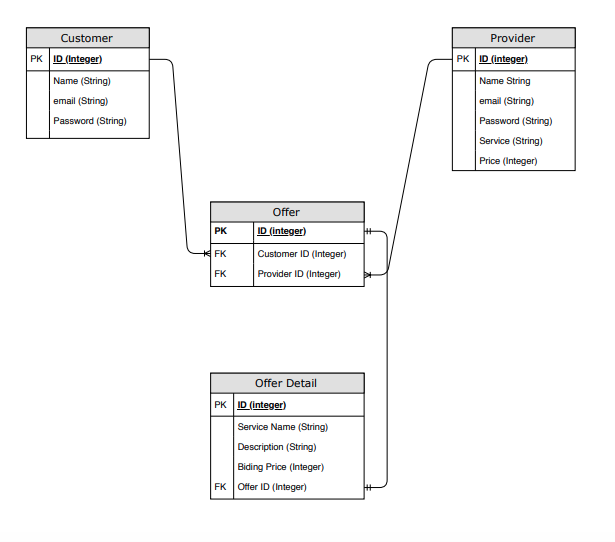 Customer
PK ID (Integer)
Name (String)
email (String)
Password (String)
Provider
PK ID (integer)
Name String
email (String)
Password (String)
Service (String)
Price (Integer)
Offer
PK ID (integer)
FK Customer ID (Integer)
FK Provider ID (Integer)
Offer Detail
PK ID (integer)
Service Name (String)
Description (String)
Biding Price (Integer)
FK Offer ID (Integer)